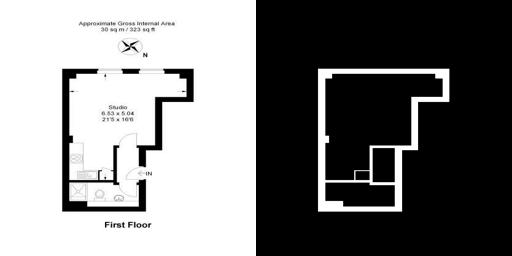 Approximate Gross Internal Area
30 sq m / 323 sq ft
N
Studio
6.53 x 5.04
21'5 x 16'6
IN
First Floor